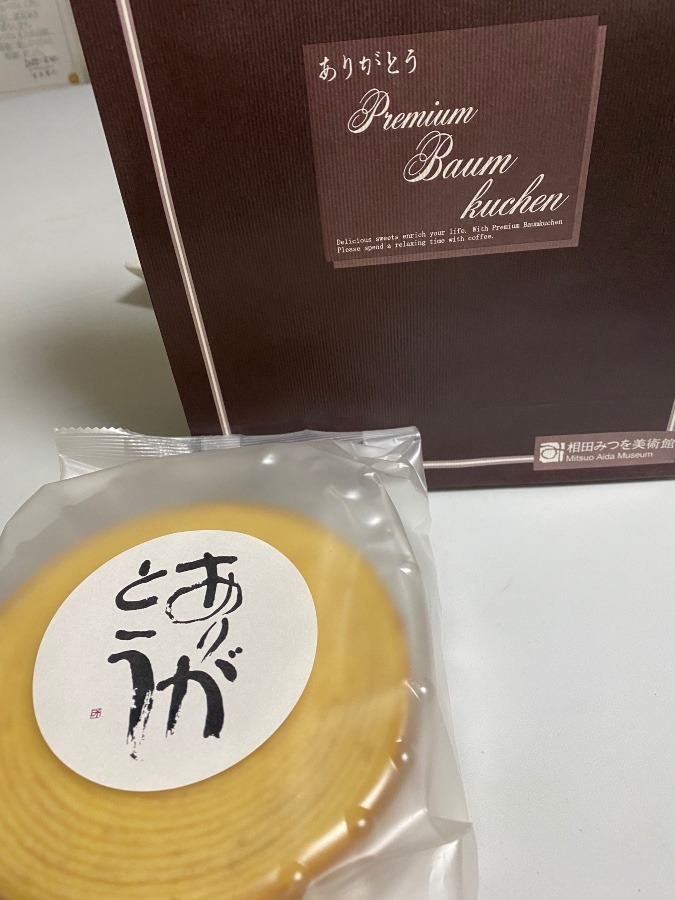 ありがとう
Premium
Baum
kuchen
Delicious sweets enrich your life. With Premium Baumkuchen
Please spend a relaxing time with coffee.
相田みつを美術館
Mitsuo Aida Museum
ありが
とう